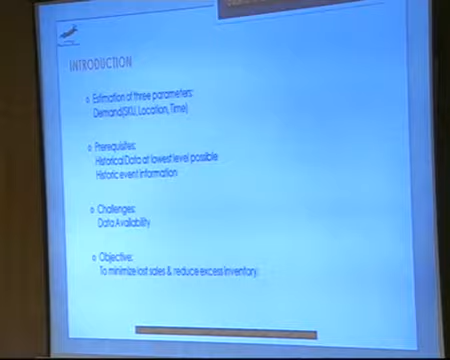 INTRODUCTION
Estimation of three parameters:
Demand(SKU, Location, Time)
Prerequisites:
Historical Data at lowest level possible
Historic event information
Challenges:
Data Availability
Objective:
To minimize lost sales & reduce excess inventory.